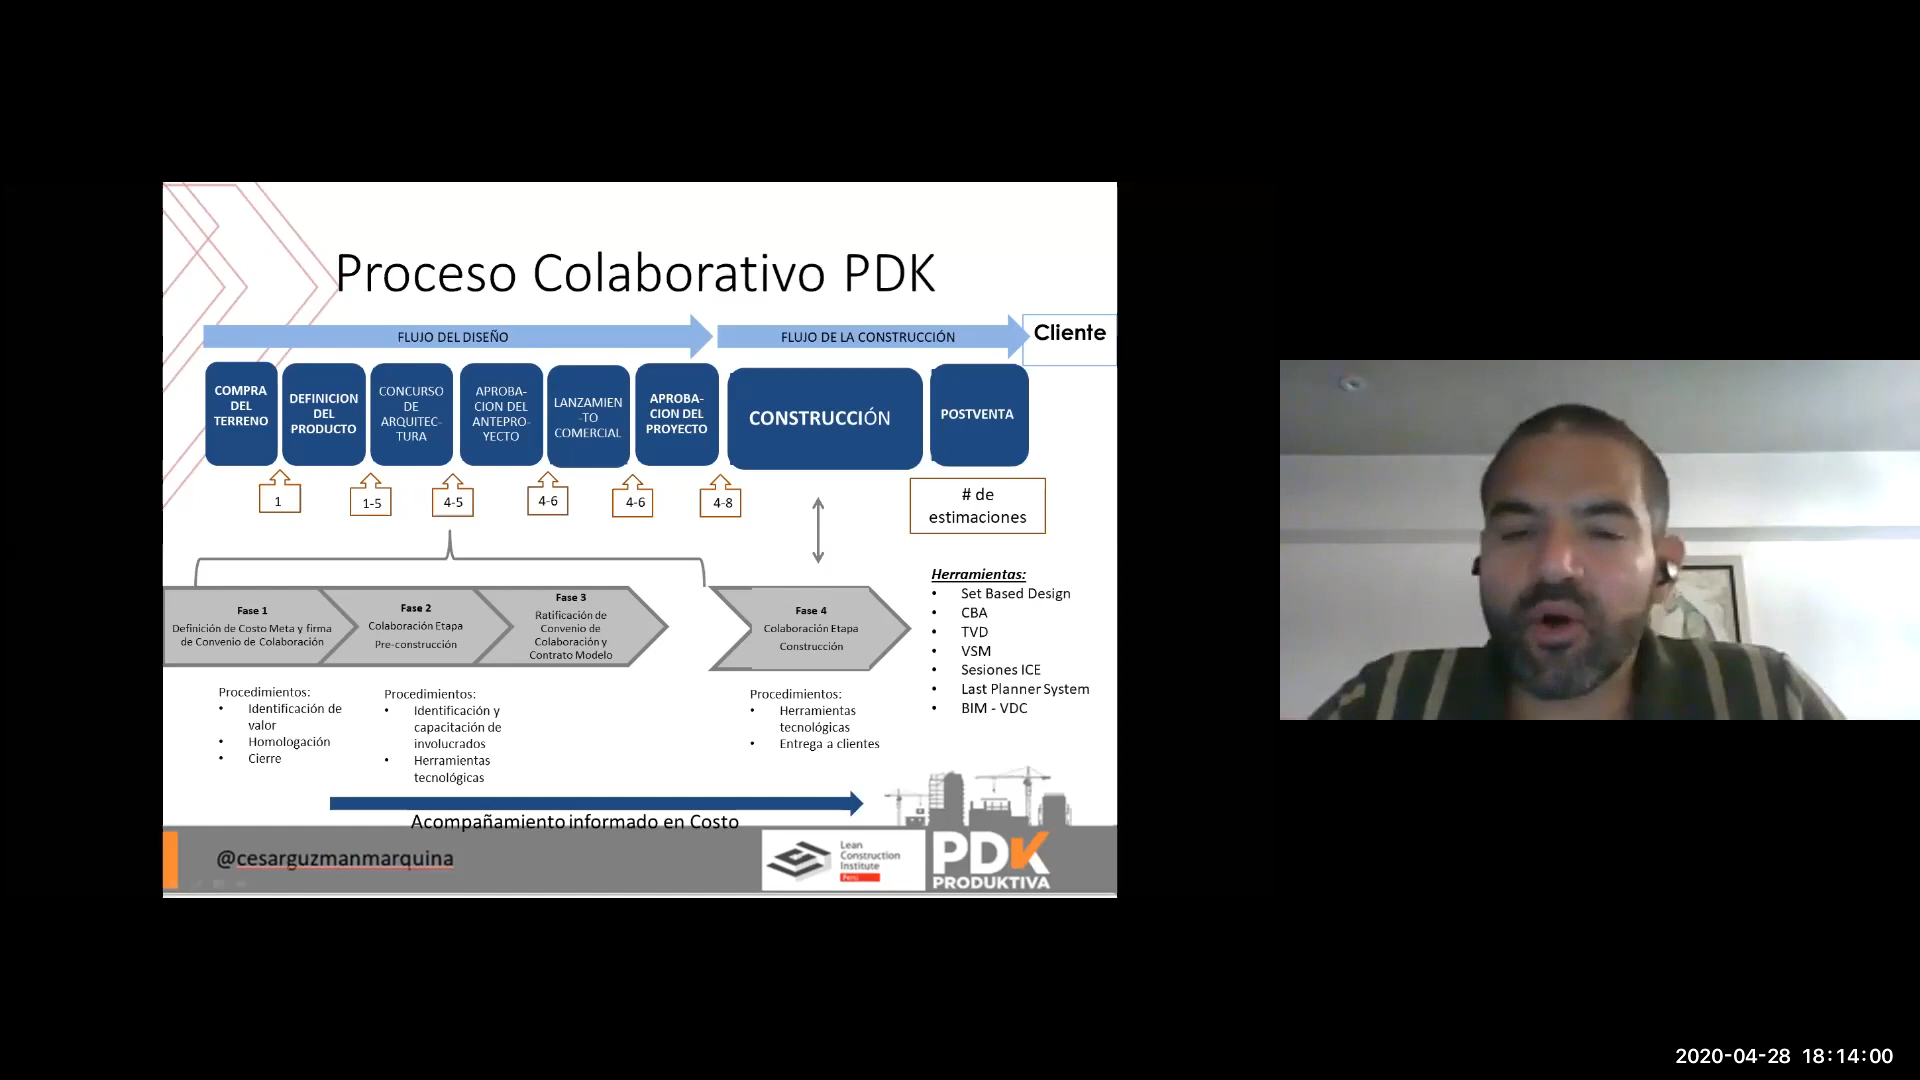 Proceso Colaborativo PDK
FLUJO DEL DISEÑO
FLUJO DE LA CONSTRUCCIÓN
Cliente
COMPRA
DEL
TERRENO
DEFINICION
DEL
PRODUCTO
CONCURSO
DE
ARQUITEC-
TURA
APROBA-
CION DEL
ANTEPRO-
YECTO
LANZAMIEN
-TO
COMERCIAL
APROBA-
CION DEL
PROYECTO
CONSTRUCCIÓN
POSTVENTA
1
1-5
4-5
4-6
4-6
4-8
# de
estimaciones
Fase 1
Definición de Costo Meta y firma
de Convenio de Colaboración
Fase 2
Colaboración Etapa
Pre-construcción
Fase 3
Ratificación de
Convenio de
Colaboración y
Contrato Modelo
Fase 4
Colaboración Etapa
Construcción
Herramientas:
• Set Based Design
• CBA
• TVD
• VSM
• Sesiones ICE
• Last Planner System
• BIM - VDC
Procedimientos:
• Identificación de
valor
• Homologación
• Cierre
Procedimientos:
• Identificación y
capacitación de
involucrados
• Herramientas
tecnológicas
Procedimientos:
• Herramientas
tecnológicas
• Entrega a clientes
Acompañamiento informado en Costo
@cesarguzmanmarquina
Lean
Construction
Institute
Perú
PDK
PRODUKTIVA
2020-04-28 18:14:00